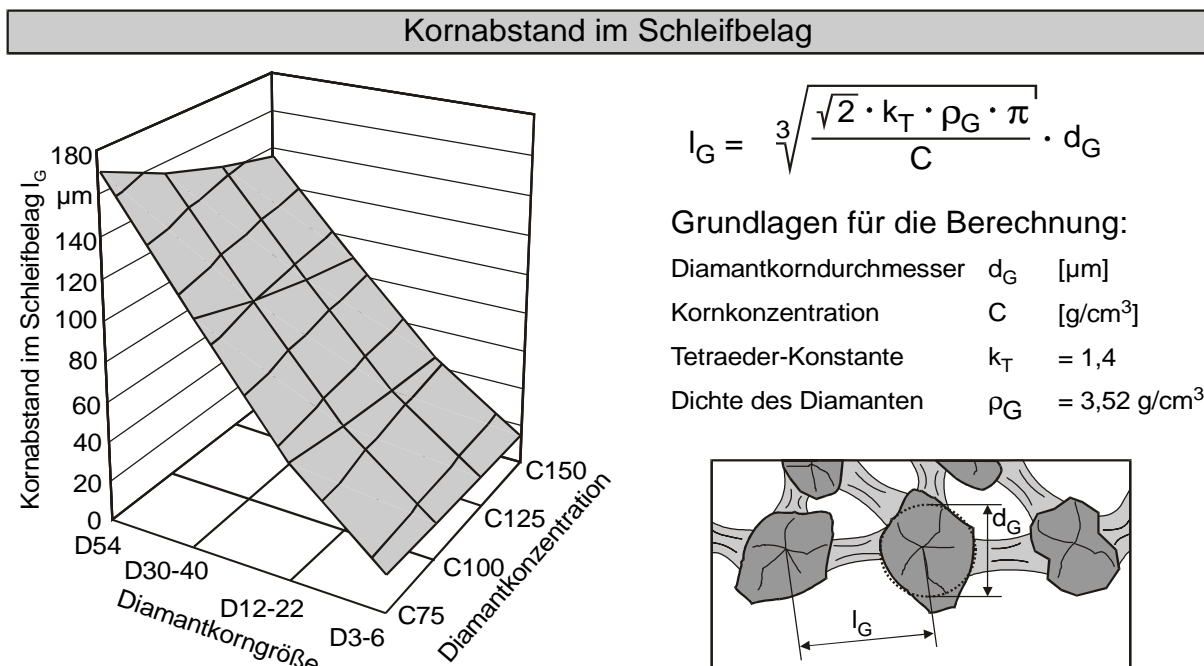 Kornabstand im Schleifbelag
180
µm
140
120
100
80
60
40
20
0
Kornabstand im Schleifbelag l_G
D54
D30-40
D12-22
D3-6
Diamantkorngröße
C75
C100
C125
C150
Diamantkonzentration
l_G = ∛(√2 · k_T · ρ_G · π / C) · d_G
Grundlagen für die Berechnung:
Diamantkorndurchmesser d_G [µm]
Kornkonzentration C [g/cm³]
Tetraeder-Konstante k_T = 1,4
Dichte des Diamanten ρ_G = 3,52 g/cm³
d_G
l_G